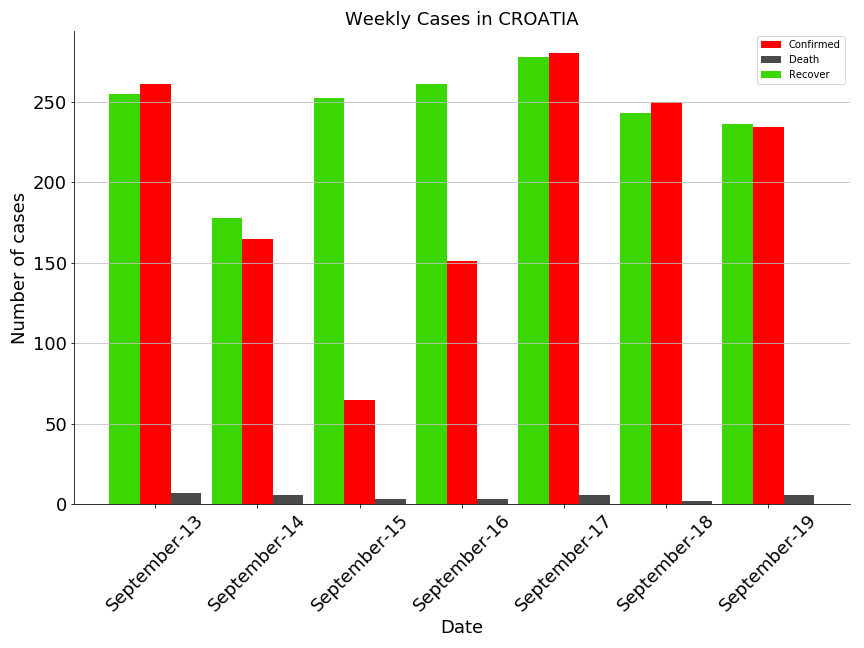 Weekly Cases in CROATIA
Confirmed
Death
Recover
Number of cases
250
200
150
100
50
0
September-13
September-14
September-15
September-16
September-17
September-18
September-19
Date